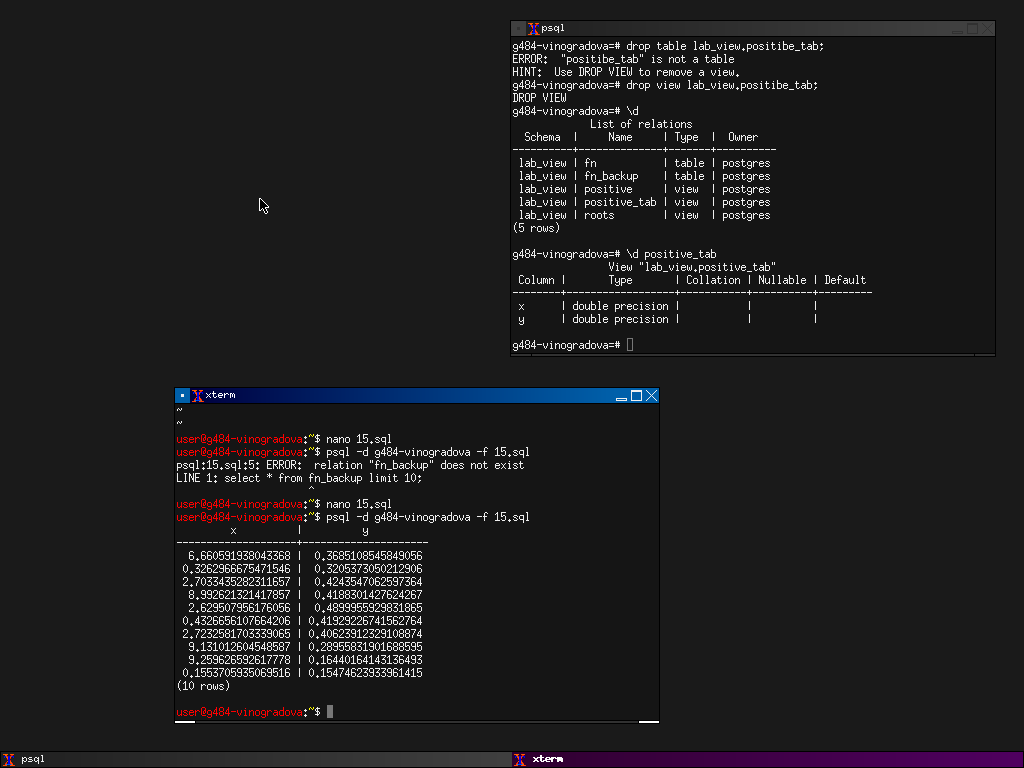 psql
g484-vinogradova=# drop table lab_view.positibe_tab;
ERROR:  "positibe_tab" is not a table
HINT:  Use DROP VIEW to remove a view.
g484-vinogradova=# drop view lab_view.positibe_tab;
DROP VIEW
g484-vinogradova=# \d
             List of relations
  Schema  |     Name     | Type  |  Owner
----------+--------------+-------+----------
 lab_view | fn           | table | postgres
 lab_view | fn_backup    | table | postgres
 lab_view | positive     | view  | postgres
 lab_view | positive_tab | view  | postgres
 lab_view | roots        | view  | postgres
(5 rows)
g484-vinogradova=# \d positive_tab
                View "lab_view.positive_tab"
 Column |       Type       | Collation | Nullable | Default
--------+------------------+-----------+----------+---------
 x      | double precision |           |          |
 y      | double precision |           |          |
g484-vinogradova=#
xterm
~
~
user@g484-vinogradova:~$ nano 15.sql
user@g484-vinogradova:~$ psql -d g484-vinogradova -f 15.sql
psql:15.sql:5: ERROR:  relation "fn_backup" does not exist
LINE 1: select * from fn_backup limit 10;
                      ^
user@g484-vinogradova:~$ nano 15.sql
user@g484-vinogradova:~$ psql -d g484-vinogradova -f 15.sql
         x          |          y
--------------------+---------------------
  6.660591938043368 |  0.3685108545849056
 0.3262966675471546 |  0.3205373050212906
 2.7033435282311657 |  0.4243547062597364
  8.992621321417857 |  0.4188301427624267
  2.629507956176056 |  0.4899955929831865
 0.4326656107664206 | 0.41929226741562764
 2.7232581703339065 | 0.40623912329108874
  9.131012604548587 | 0.28955831901688595
  9.259626592617778 | 0.16440164143136493
 0.1553705935069516 | 0.15474623933961415
(10 rows)
user@g484-vinogradova:~$
psql
xterm